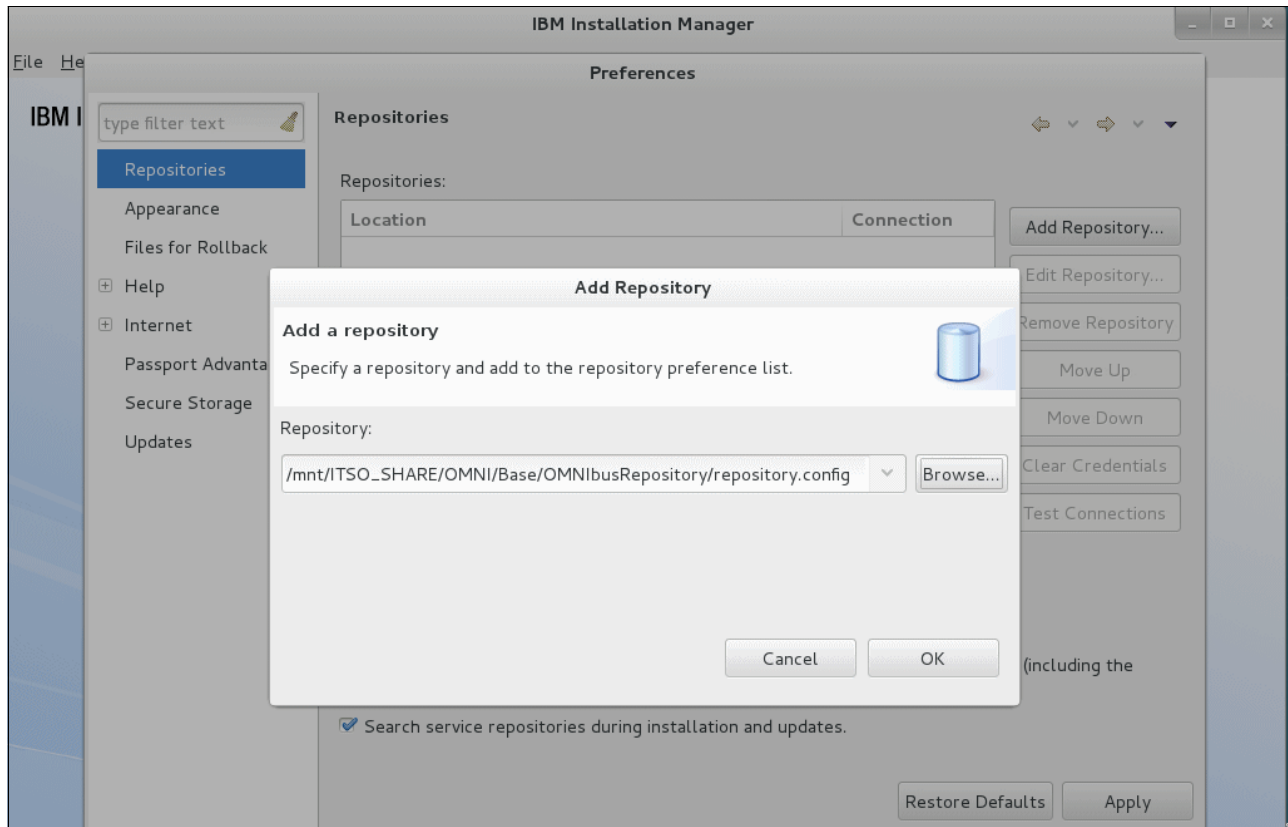 IBM Installation Manager
File He
Preferences
IBM I
type filter text
Repositories
Repositories
Appearance
Files for Rollback
Help
Internet
Passport Advanta
Secure Storage
Updates
Repositories:
Location Connection
Add Repository...
Edit Repository...
Remove Repository
Move Up
Move Down
Clear Credentials
Test Connections
Add Repository
Add a repository
Specify a repository and add to the repository preference list.
Repository:
/mnt/ITSO_SHARE/OMNI/Base/OMNIbusRepository/repository.config
Browse...
Cancel OK
(including the
Search service repositories during installation and updates.
Restore Defaults Apply